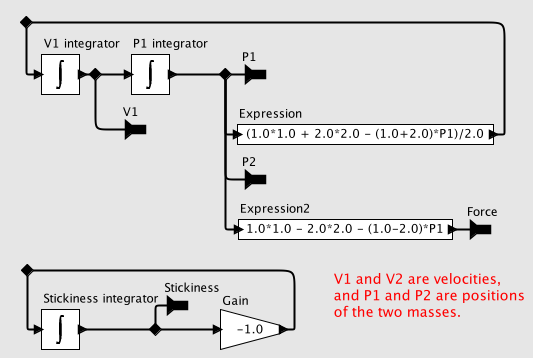 V1 integrator
P1 integrator
∫
∫
P1
V1
Expression
(1.0*1.0 + 2.0*2.0 - (1.0+2.0)*P1)/2.0
P2
Expression2
1.0*1.0 - 2.0*2.0 - (1.0-2.0)*P1
Force
Stickiness
Stickiness integrator
Gain
∫
-1.0
V1 and V2 are velocities,
and P1 and P2 are positions
of the two masses.